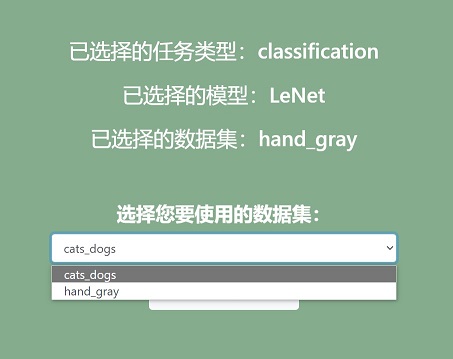 已选择的任务类型：classification
已选择的模型：LeNet
已选择的数据集：hand_gray
选择您要使用的数据集：
cats_dogs
cats_dogs
hand_gray